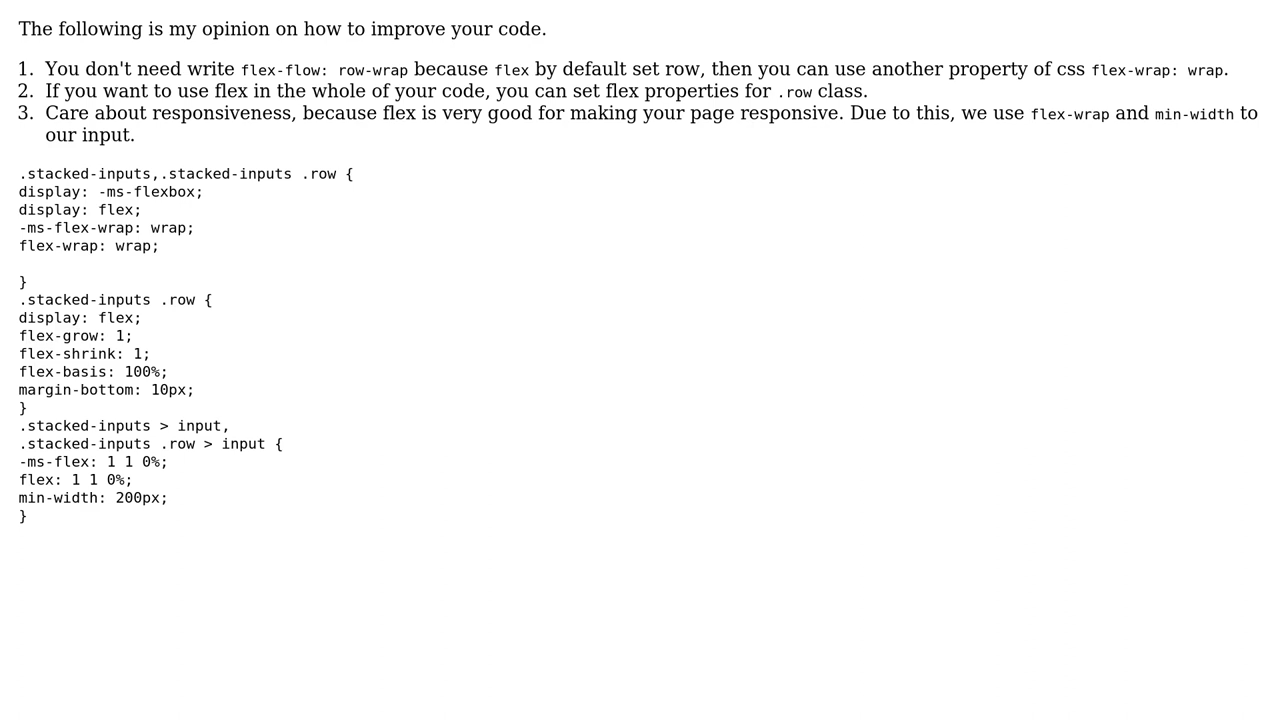 The following is my opinion on how to improve your code.
1. You don't need write flex-flow: row-wrap because flex by default set row, then you can use another property of css flex-wrap: wrap.
2. If you want to use flex in the whole of your code, you can set flex properties for .row class.
3. Care about responsiveness, because flex is very good for making your page responsive. Due to this, we use flex-wrap and min-width to
our input.
.stacked-inputs,.stacked-inputs .row {
display: -ms-flexbox;
display: flex;
-ms-flex-wrap: wrap;
flex-wrap: wrap;
}
.stacked-inputs .row {
display: flex;
flex-grow: 1;
flex-shrink: 1;
flex-basis: 100%;
margin-bottom: 10px;
}
.stacked-inputs > input,
.stacked-inputs .row > input {
-ms-flex: 1 1 0%;
flex: 1 1 0%;
min-width: 200px;
}